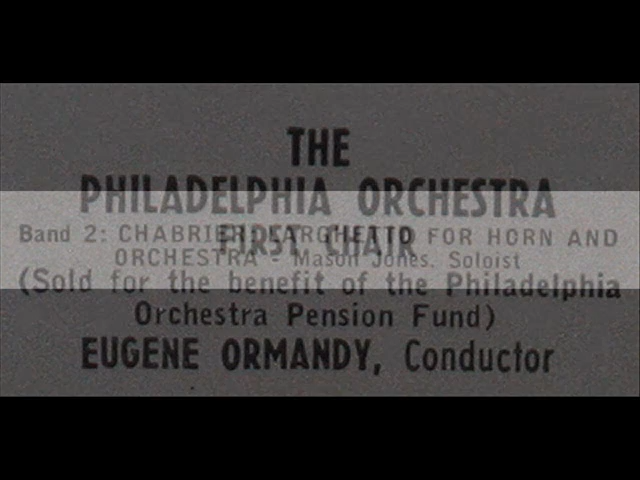 THE
PHILADELPHIA ORCHESTRA
FIRST CHAIR
Band 2: CHABRIER: LARGHETTO FOR HORN AND
ORCHESTRA - Mason Jones, Soloist
(Sold for the benefit of the Philadelphia
Orchestra Pension Fund)
EUGENE ORMANDY, Conductor